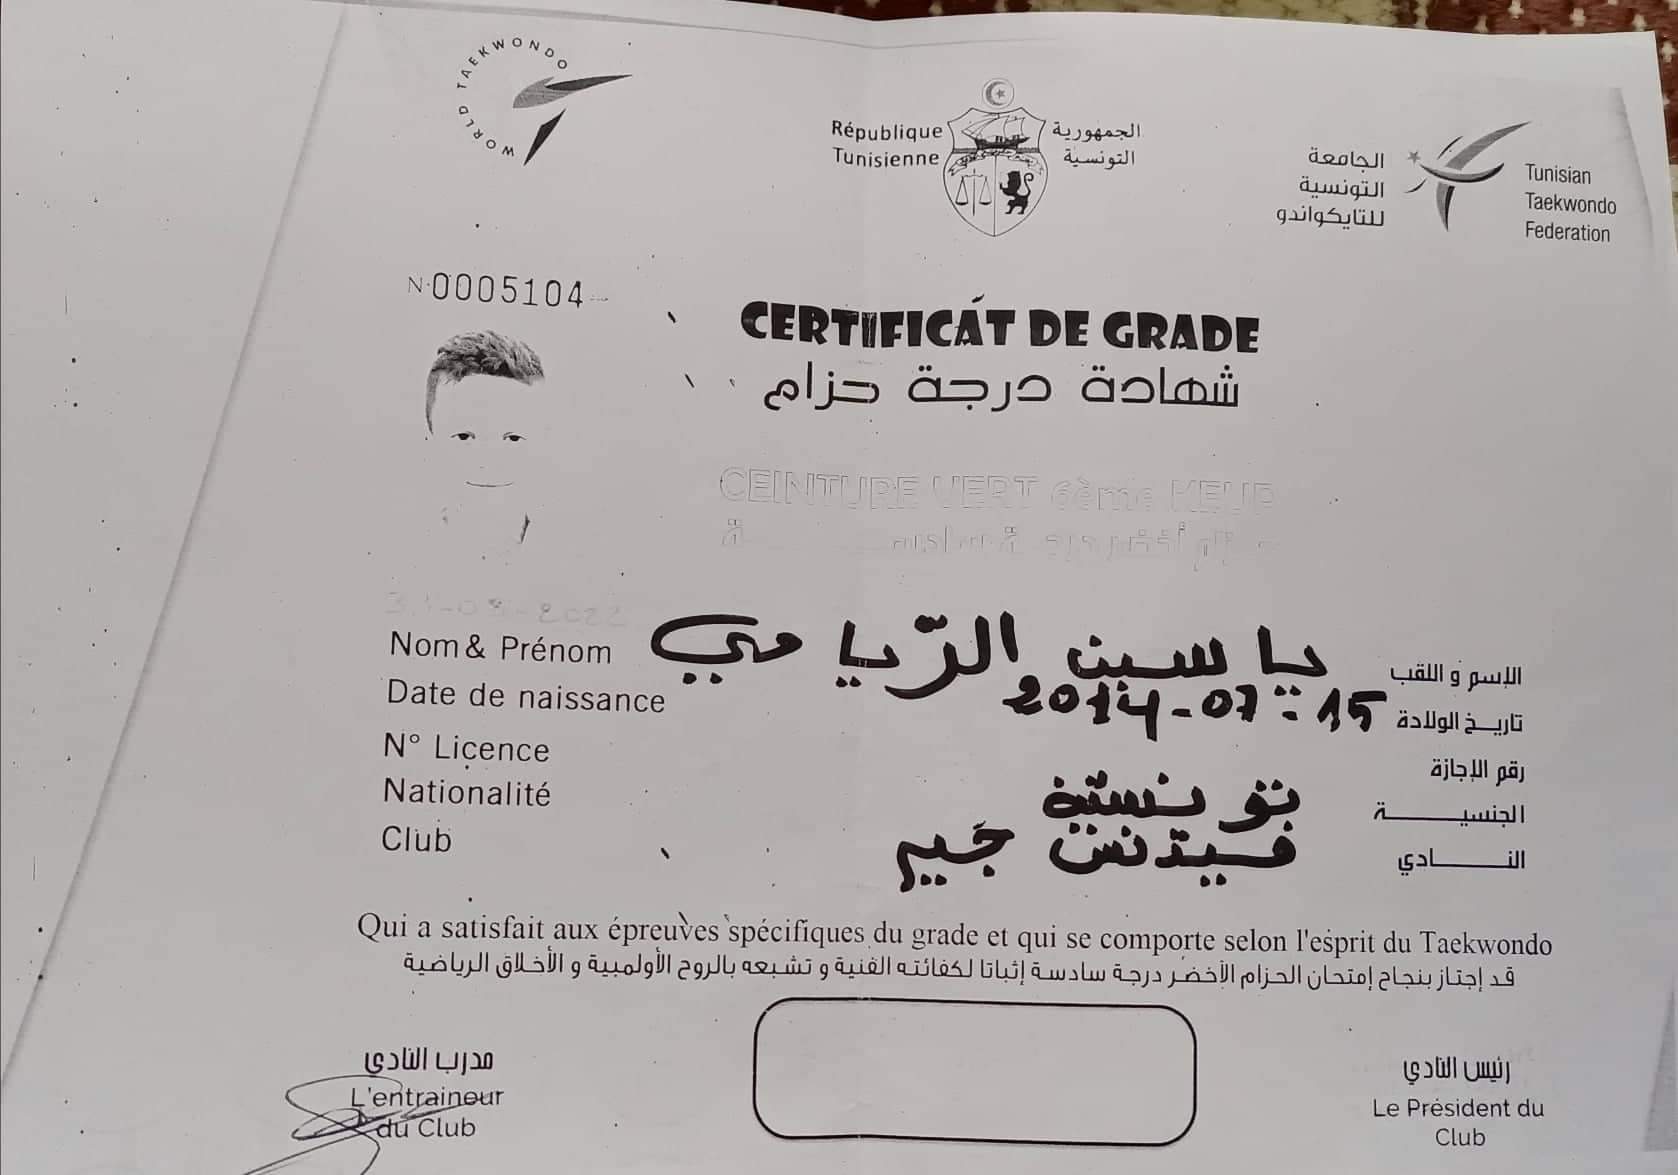 WORLD TAEKWONDO
République Tunisienne
الجمهورية التونسية
الجامعة التونسية للتايكواندو
Tunisian Taekwondo Federation
N·0005104
CERTIFICAT DE GRADE
شهادة درجة حزام
CEINTURE VERT 6ème KEUP
Nom & Prénom ياسين الرّياحي الإسم و اللقب
Date de naissance 2014-07-15 تاريخ الولادة
N° Licence رقم الإجازة
Nationalité تونسية الجنسية
Club فيتنس جيم النادي
Qui a satisfait aux épreuves spécifiques du grade et qui se comporte selon l'esprit du Taekwondo
قد إجتاز بنجاح إمتحان الحزام الأخضر درجة سادسة إثباتا لكفائته الفنية و تشبعه بالروح الأولمبية و الأخلاق الرياضية
مدرب النادي
L'entraineur
du Club
رئيس النادي
Le Président du
Club